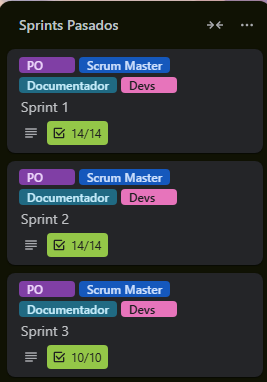 Sprints Pasados
PO Scrum Master
Documentador Devs
Sprint 1
14/14
PO Scrum Master
Documentador Devs
Sprint 2
14/14
PO Scrum Master
Documentador Devs
Sprint 3
10/10